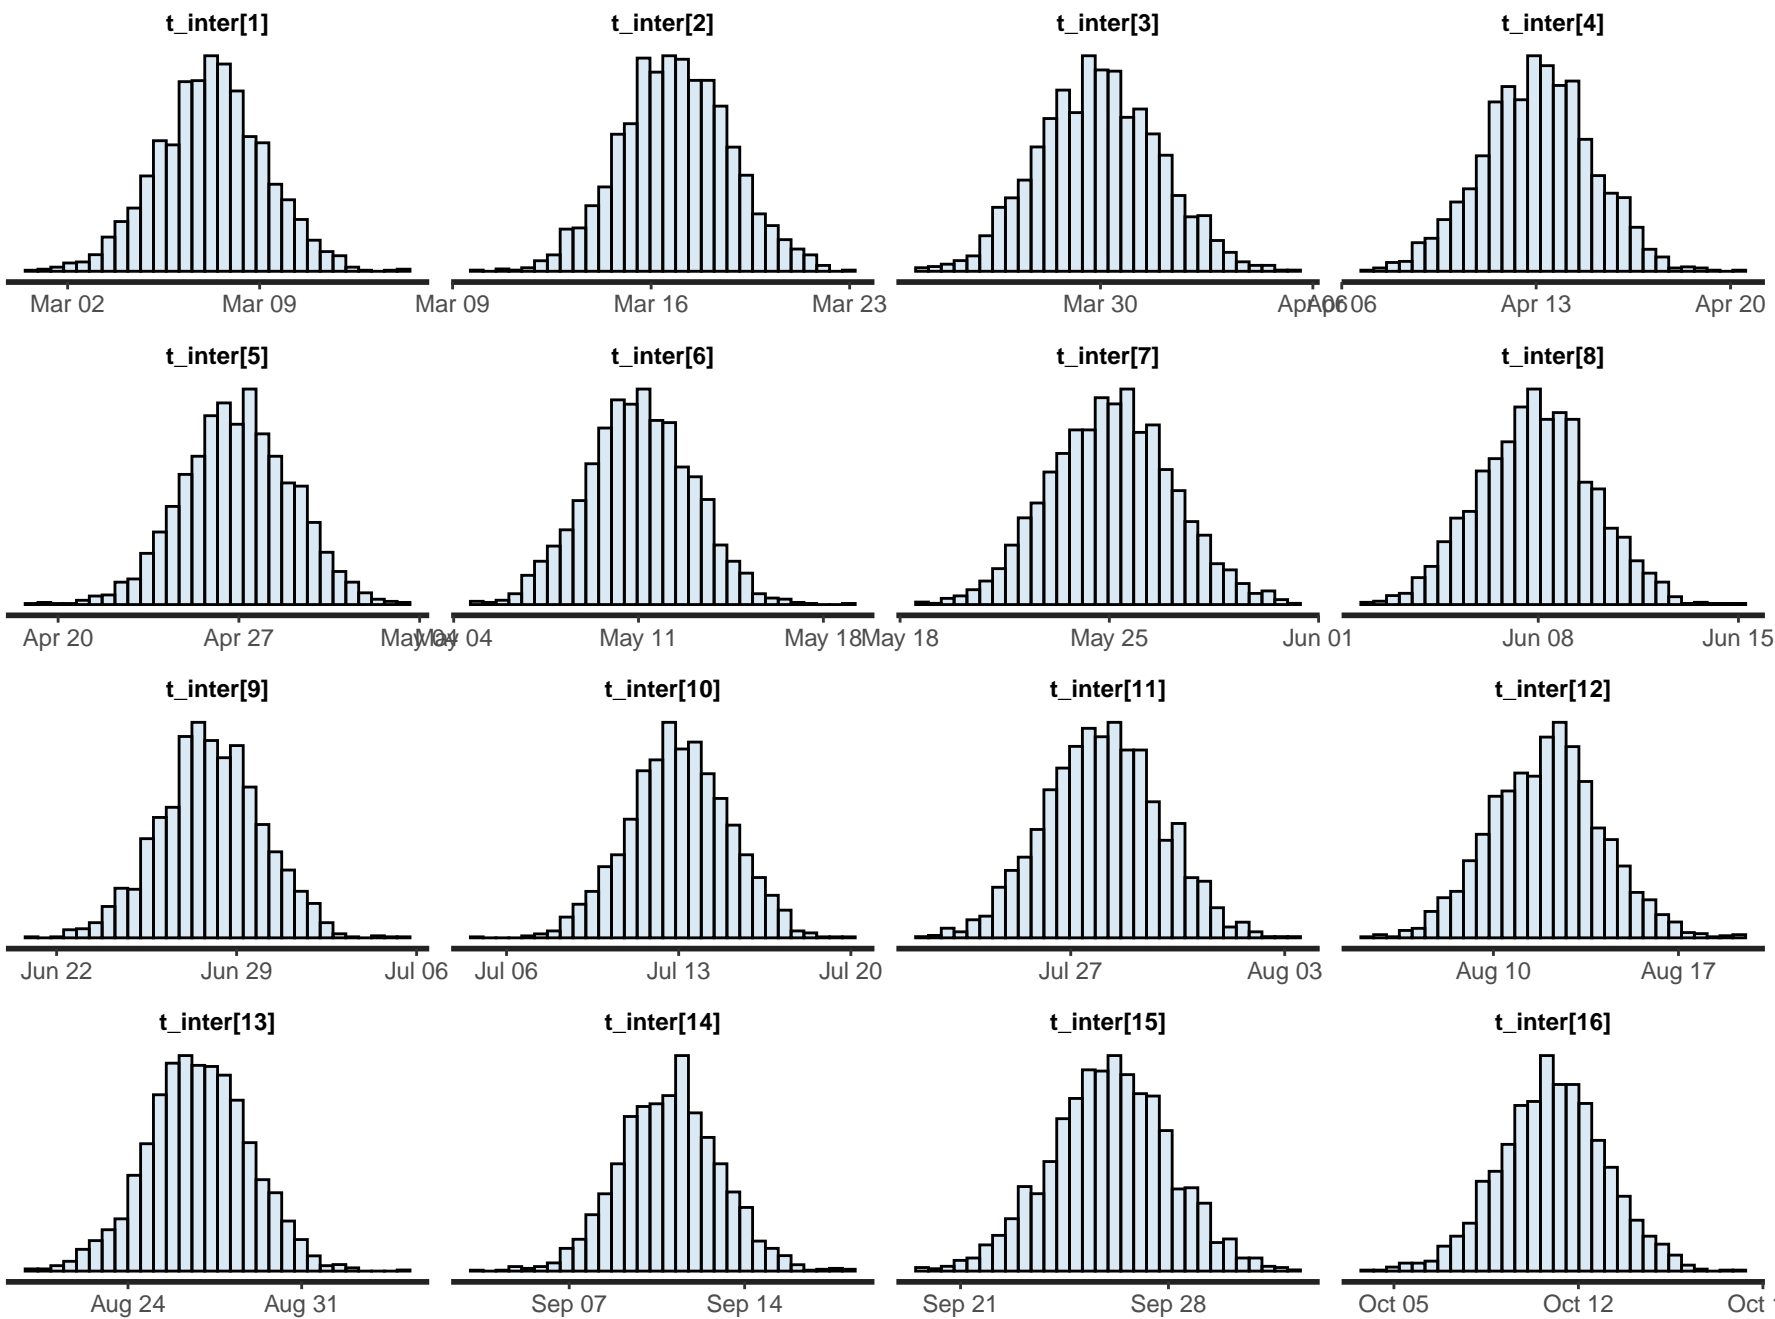 t_inter[1] t_inter[2] t_inter[3] t_inter[4]
Mar 02 Mar 09 Mar 09 Mar 16 Mar 23 Mar 30 Apr 06 Apr 06 Apr 13 Apr 20
t_inter[5] t_inter[6] t_inter[7] t_inter[8]
Apr 20 Apr 27 May 04 May 04 May 11 May 18 May 18 May 25 Jun 01 Jun 08 Jun 15
t_inter[9] t_inter[10] t_inter[11] t_inter[12]
Jun 22 Jun 29 Jul 06 Jul 06 Jul 13 Jul 20 Jul 27 Aug 03 Aug 10 Aug 17
t_inter[13] t_inter[14] t_inter[15] t_inter[16]
Aug 24 Aug 31 Sep 07 Sep 14 Sep 21 Sep 28 Oct 05 Oct 12 Oct